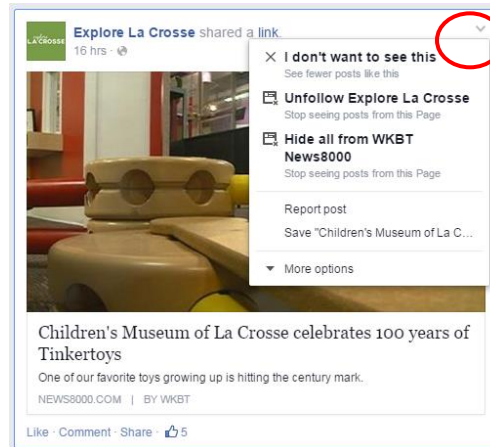 explore
LA CROSSE
Explore La Crosse shared a link.
16 hrs ·
I don't want to see this
See fewer posts like this
Unfollow Explore La Crosse
Stop seeing posts from this Page
Hide all from WKBT
News8000
Stop seeing posts from this Page
Report post
Save "Children's Museum of La C...
More options
Children's Museum of La Crosse celebrates 100 years of
Tinkertoys
One of our favorite toys growing up is hitting the century mark.
NEWS8000.COM | BY WKBT
Like · Comment · Share · 5